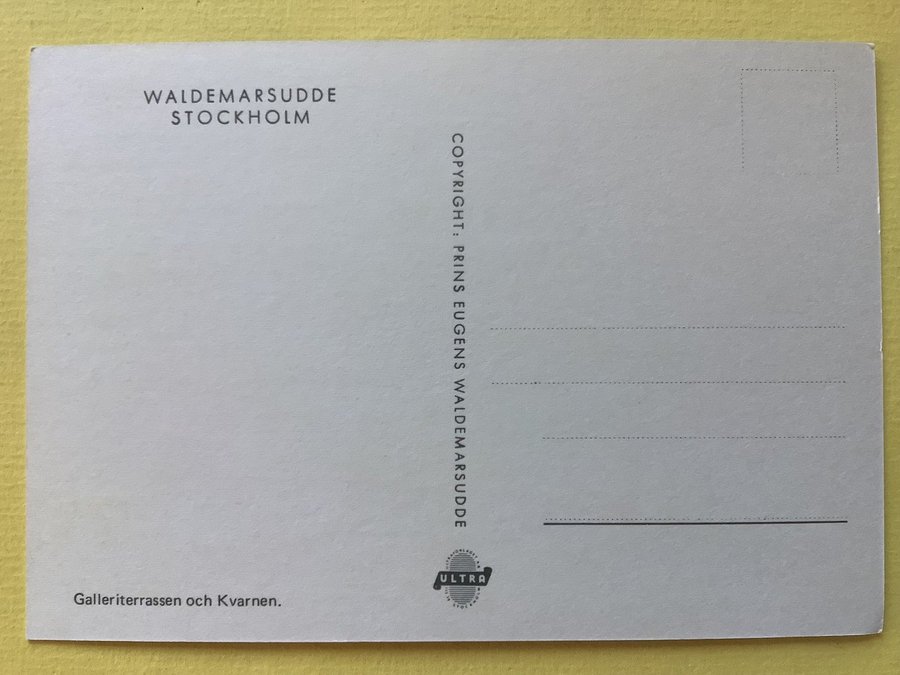 WALDEMARSUDDE
STOCKHOLM
COPYRIGHT: PRINS EUGENS WALDEMARSUDDE
ULTRA
Galleriterrassen och Kvarnen.